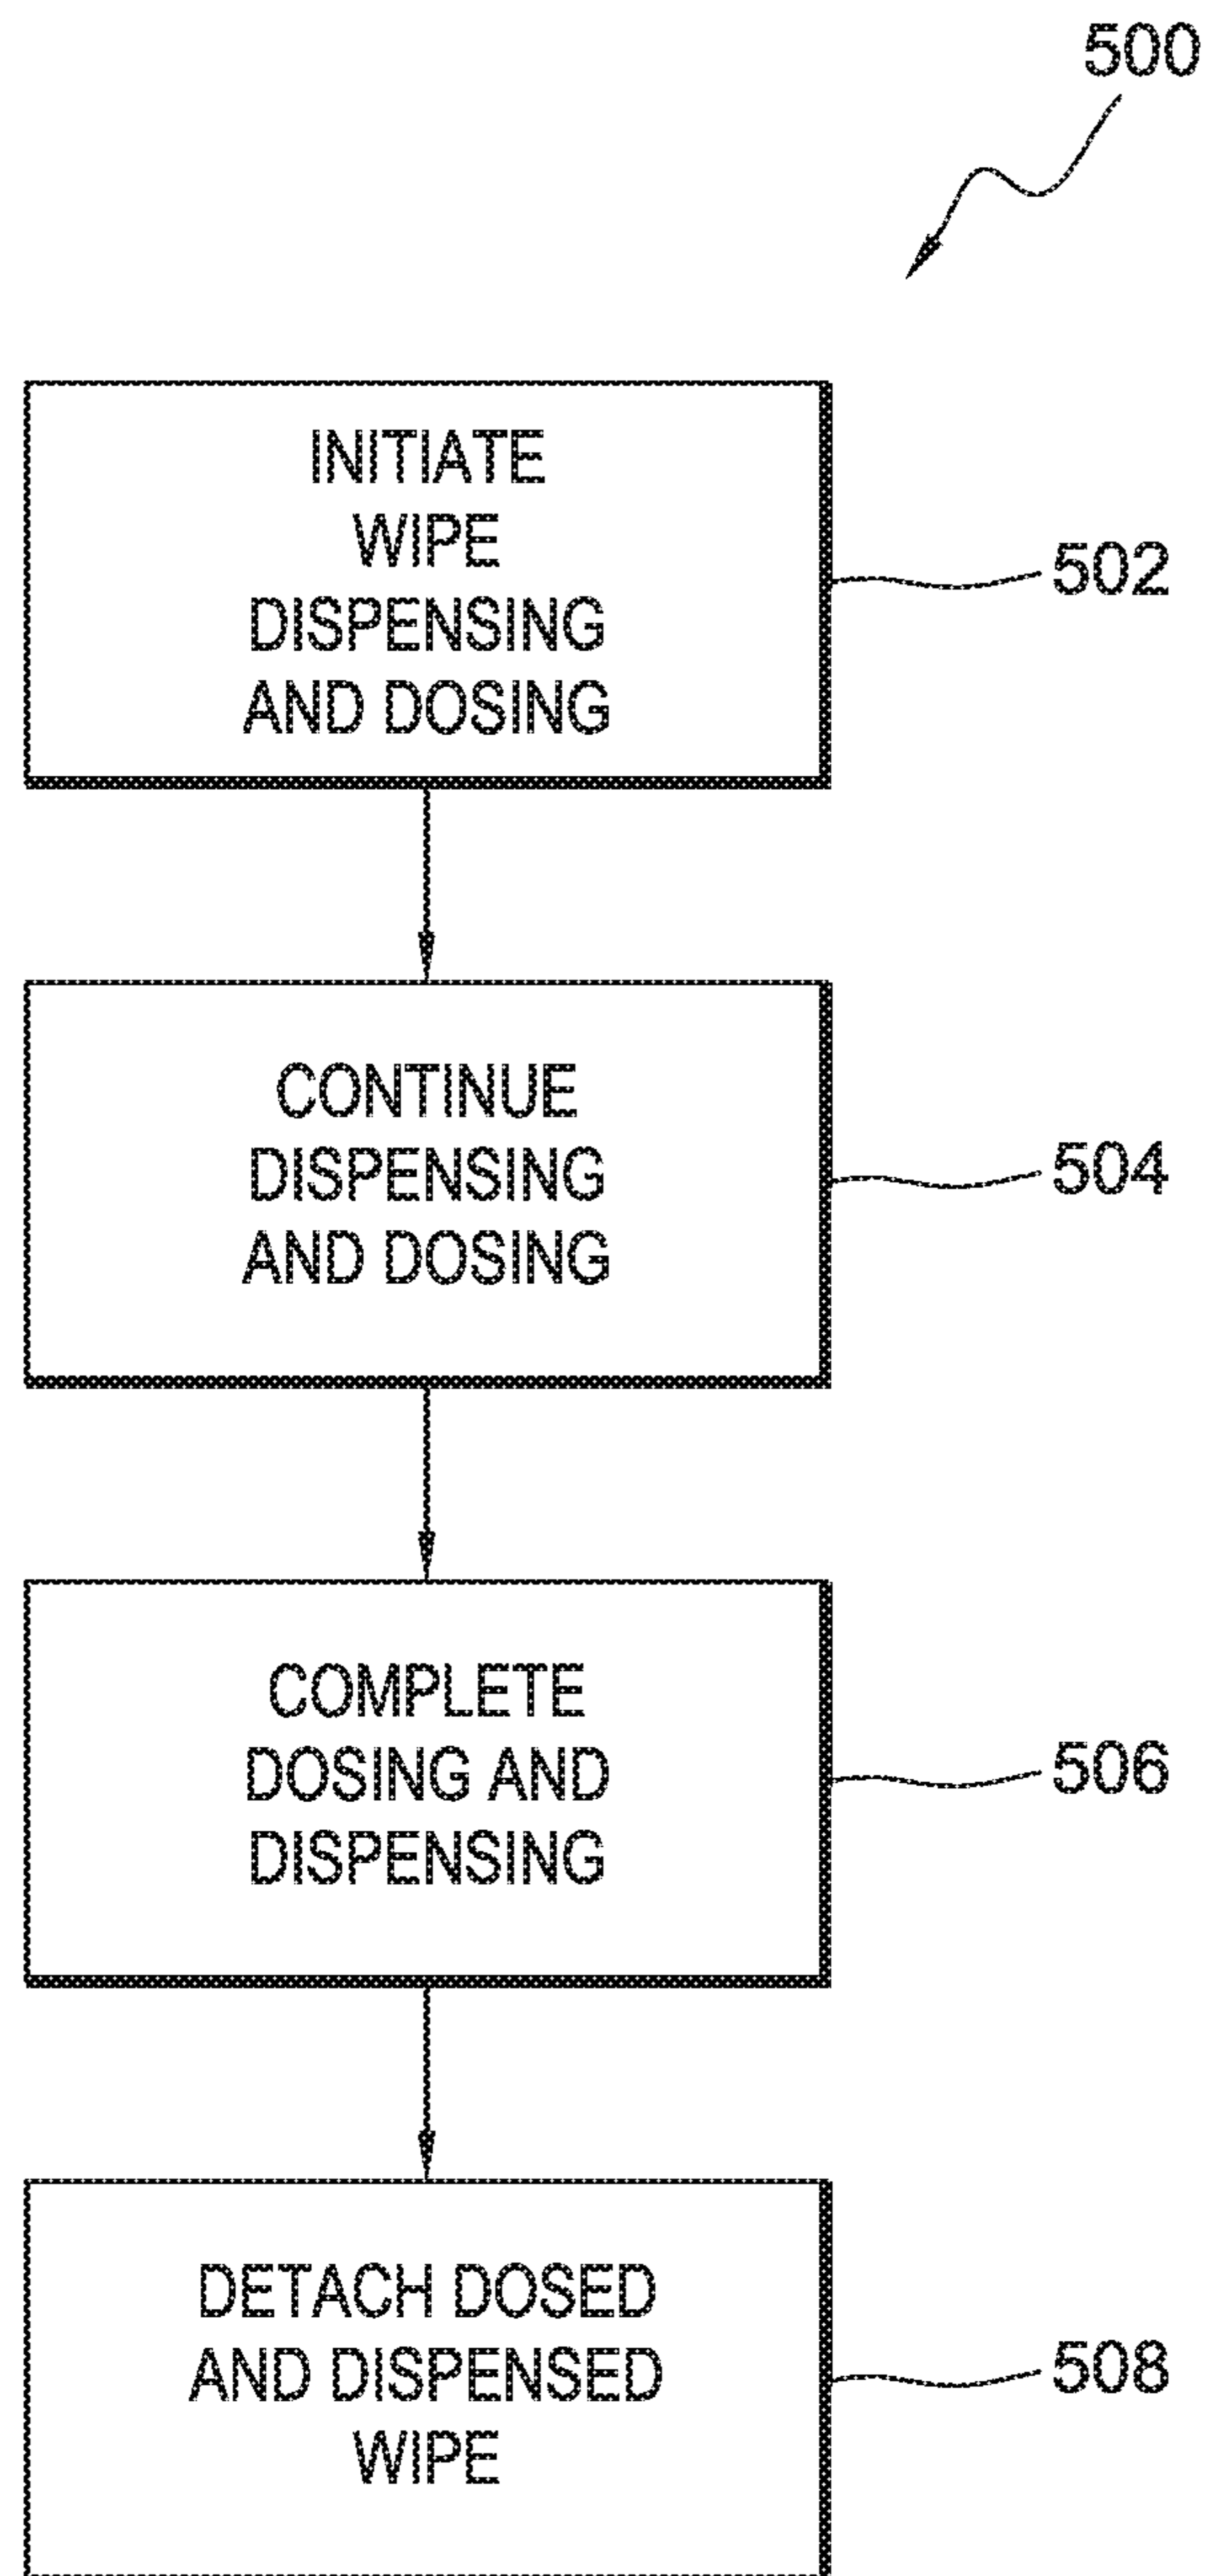 500
INITIATE
WIPE
DISPENSING
AND DOSING
502
CONTINUE
DISPENSING
AND DOSING
504
COMPLETE
DOSING AND
DISPENSING
506
DETACH DOSED
AND DISPENSED
WIPE
508